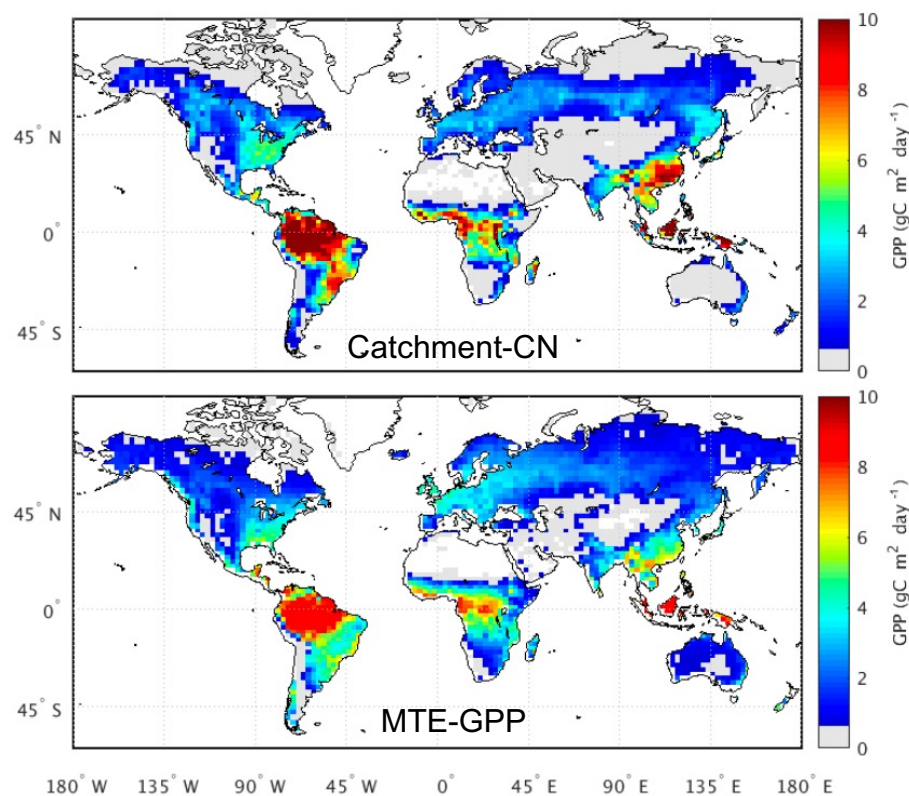 10
8
6
4
2
0
GPP (gC m² day⁻¹)
45° N
0°
45° S
Catchment-CN
10
8
6
4
2
0
GPP (gC m² day⁻¹)
45° N
0°
45° S
MTE-GPP
180° W 135° W 90° W 45° W 0° 45° E 90° E 135° E 180° E